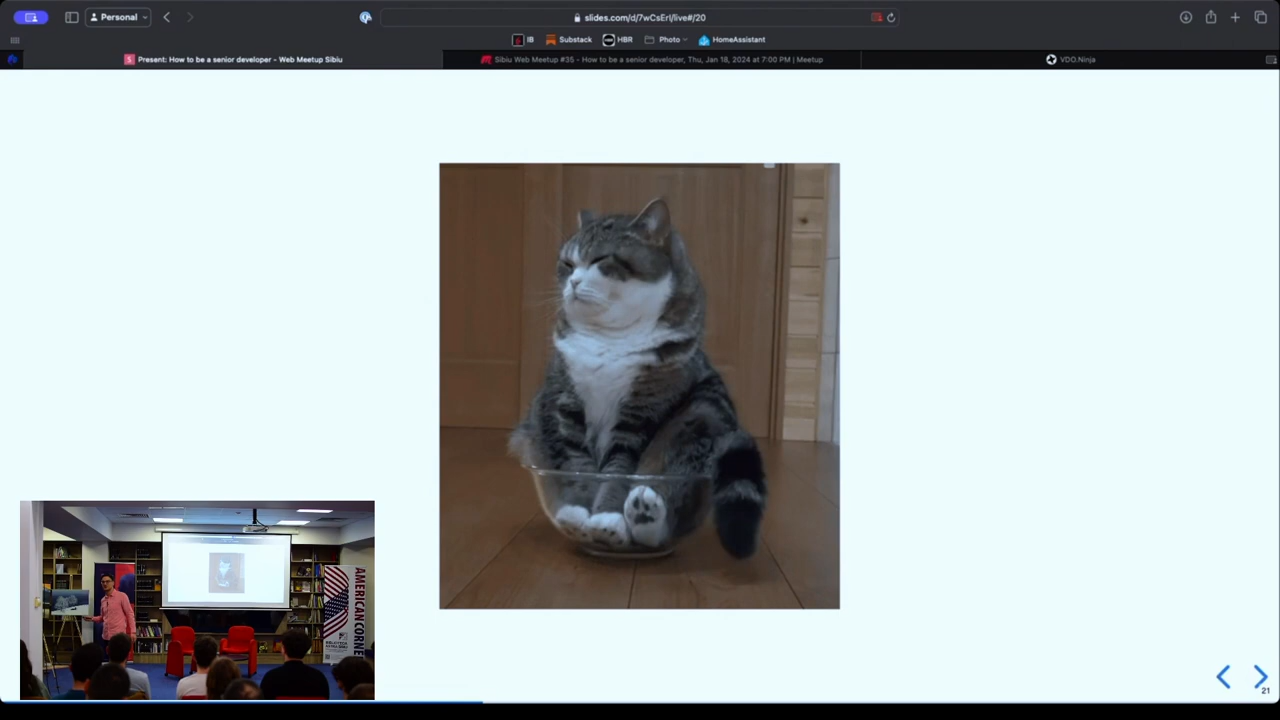 Personal
slides.com/d/7wCsErI/live#/20
IB
Substack
HBR
Photo
HomeAssistant
Present: How to be a senior developer - Web Meetup Sibiu
Sibiu Web Meetup #35 - How to be a senior developer, Thu, Jan 18, 2024 at 7:00 PM | Meetup
VDO.Ninja
AMERICAN CORNER
21